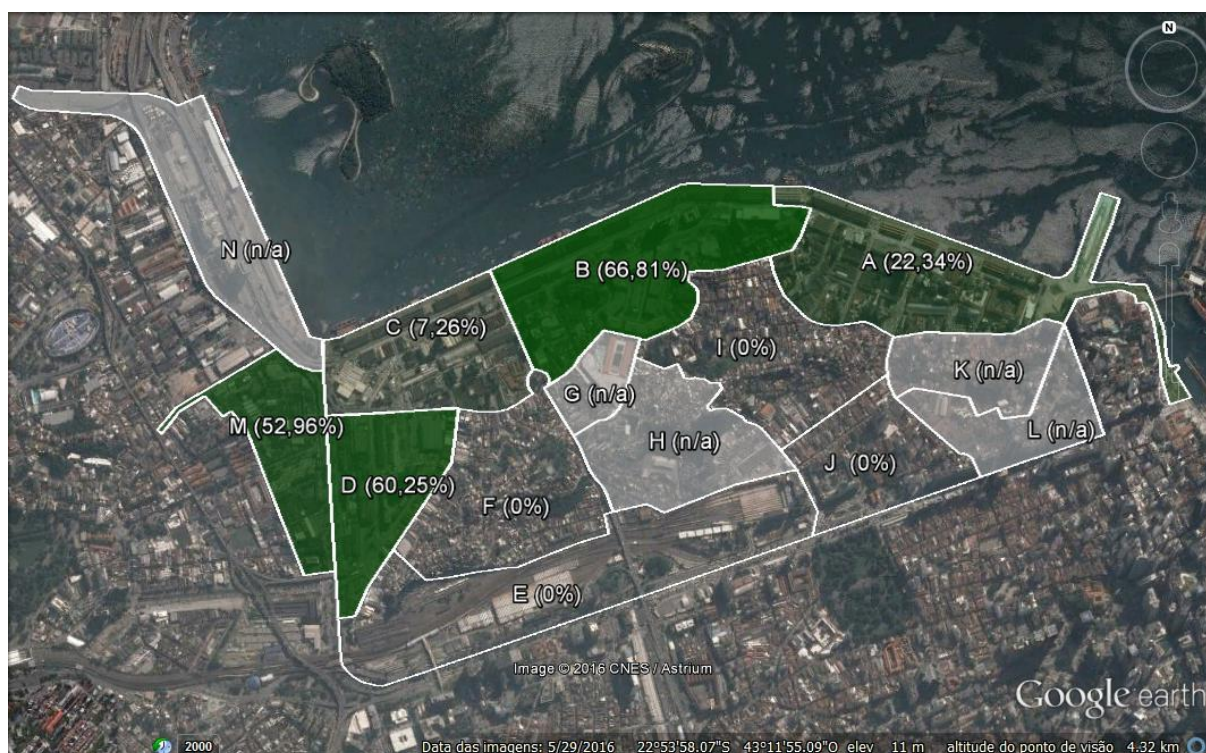 N
N (n/a)
B (66,81%)
A (22,34%)
C (7,26%)
I (0%)
K (n/a)
G (n/a)
M (52,96%)
H (n/a)
L (n/a)
J (0%)
D (60,25%)
F (0%)
E (0%)
Image © 2016 CNES / Astrium
Google earth
2000
Data das imagens: 5/29/2016 22°53'58.07"S 43°11'55.09"O elev 11 m altitude do ponto de visão 4.32 km